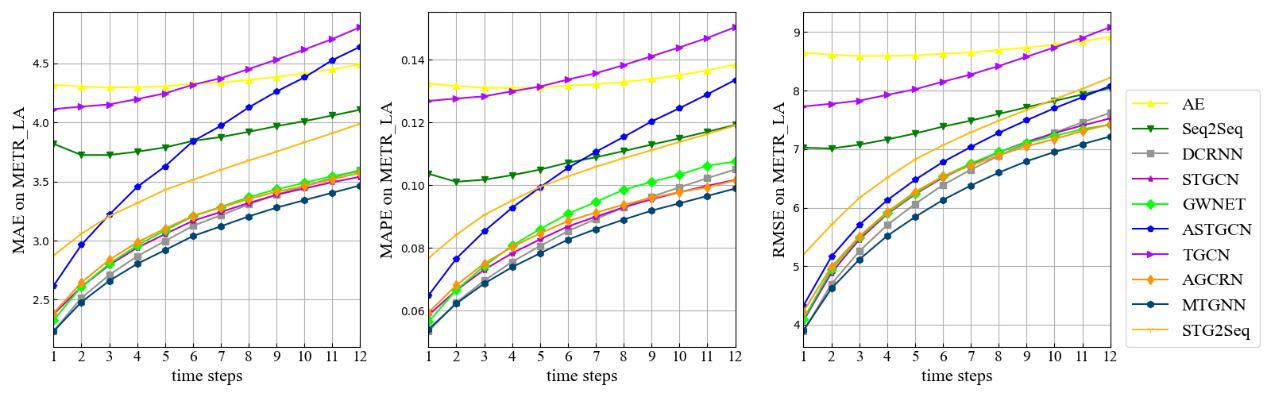 MAE on METR_LA
4.5
4.0
3.5
3.0
2.5
1 2 3 4 5 6 7 8 9 10 11 12
time steps
MAPE on METR_LA
0.14
0.12
0.10
0.08
0.06
1 2 3 4 5 6 7 8 9 10 11 12
time steps
RMSE on METR_LA
9
8
7
6
5
4
1 2 3 4 5 6 7 8 9 10 11 12
time steps
AE
Seq2Seq
DCRNN
STGCN
GWNET
ASTGCN
TGCN
AGCRN
MTGNN
STG2Seq